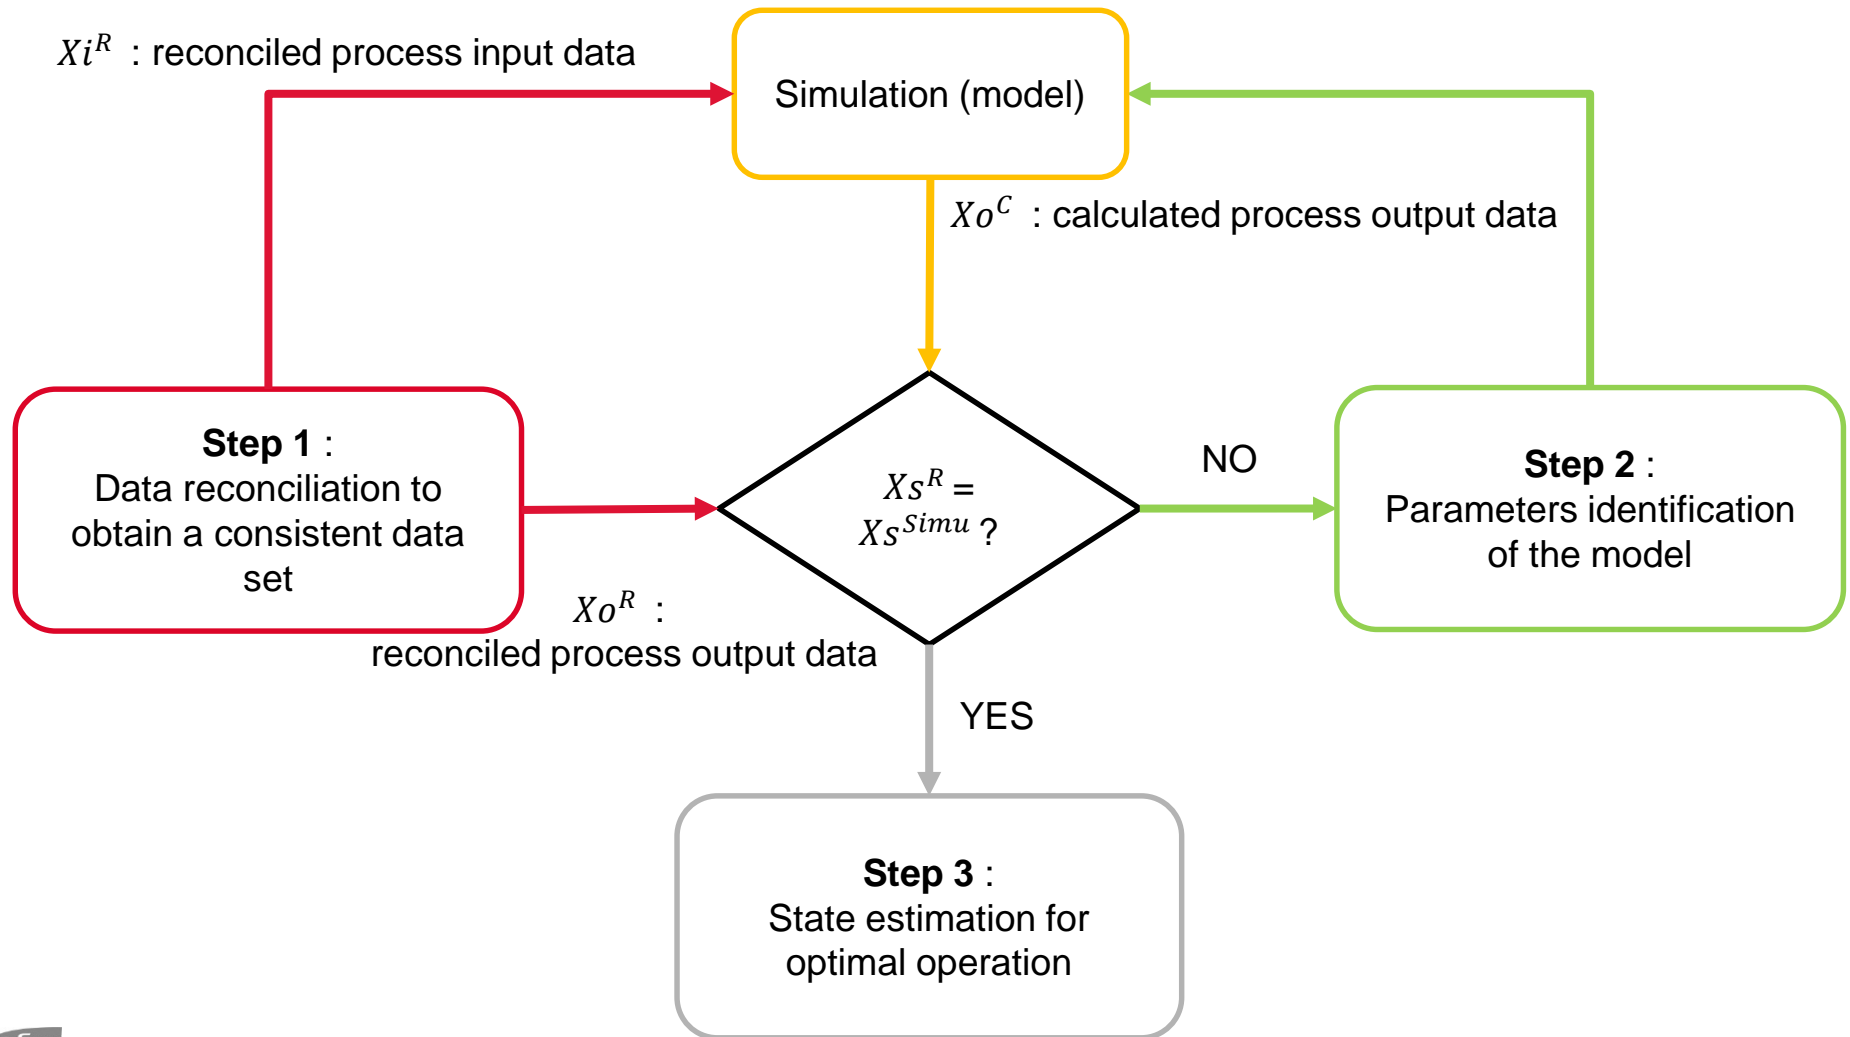 Xi^R : reconciled process input data
Simulation (model)
Xo^C : calculated process output data
Step 1 :
Data reconciliation to
obtain a consistent data
set
Xs^R =
Xs^Simu ?
NO
Step 2 :
Parameters identification
of the model
Xo^R :
reconciled process output data
YES
Step 3 :
State estimation for
optimal operation